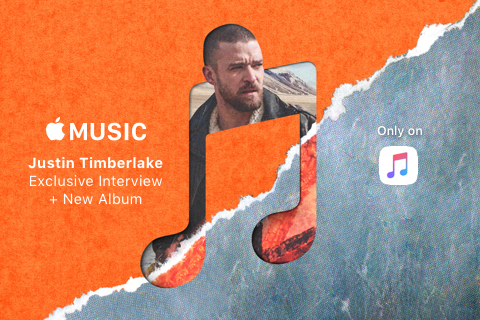 MUSIC
Justin Timberlake
Exclusive Interview
+ New Album
Only on